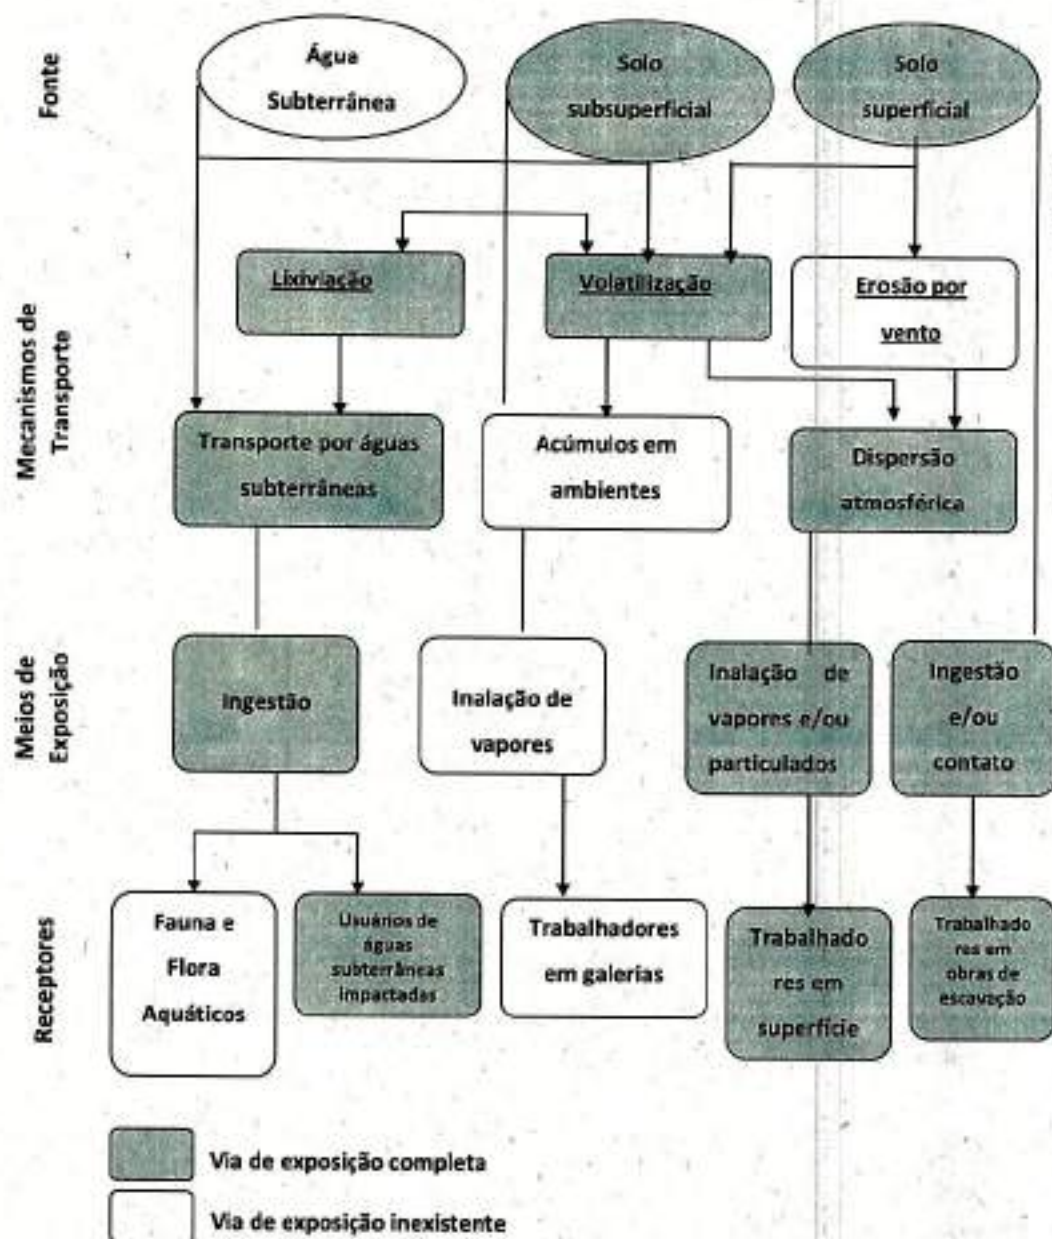 Fonte
Água
Subterrânea
Solo
subsuperficial
Solo
superficial
Mecanismos de
Transporte
Lixiviação
Volatilização
Erosão por
vento
Transporte por águas
subterrâneas
Acúmulos em
ambientes
Dispersão
atmosférica
Meios de
Exposição
Ingestão
Inalação de
vapores
Inalação de
vapores e/ou
particulados
Ingestão
e/ou
contato
Receptores
Fauna e
Flora
Aquáticos
Usuários de
águas
subterrâneas
impactadas
Trabalhadores
em galerias
Trabalhado
res em
superfície
Trabalhado
res em
obras de
escavação
Via de exposição completa
Via de exposição inexistente